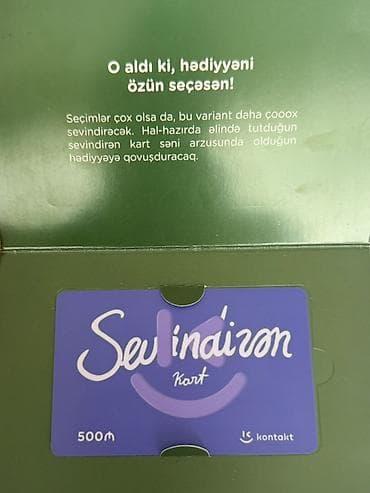 O aldı ki, hədiyyəni
özün seçəsən!
Seçimlər çox olsa da, bu variant daha çooox
sevindirəcək. Hal-hazırda əlində tutduğun
sevindirən kart səni arzusunda olduğun
hədiyyəyə qovuşduracaq.
Sevindirən
Kart
500₼
kontakt